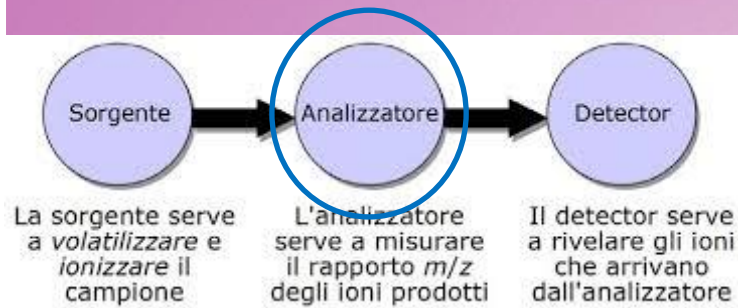 Sorgente
Analizzatore
Detector
La sorgente serve
a volatilizzare e
ionizzare il
campione
L'analizzatore
serve a misurare
il rapporto m/z
degli ioni prodotti
Il detector serve
a rivelare gli ioni
che arrivano
dall'analizzatore